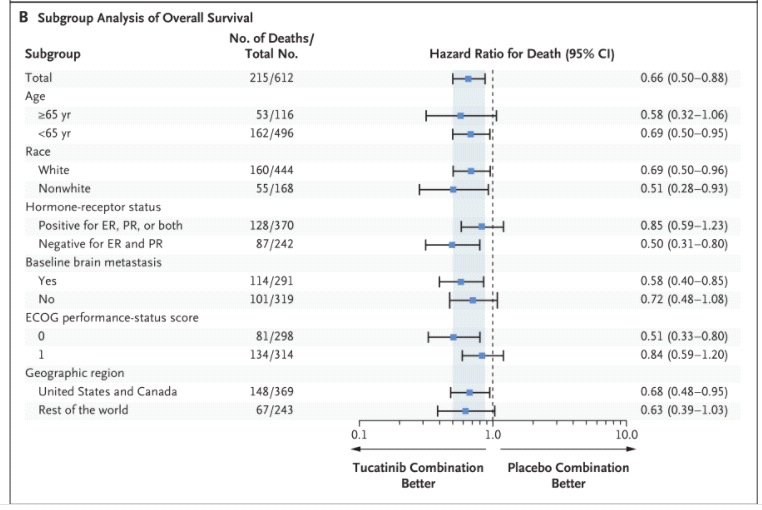 B Subgroup Analysis of Overall Survival
No. of Deaths/
Subgroup Total No. Hazard Ratio for Death (95% CI)
Total 215/612 0.66 (0.50–0.88)
Age
≥65 yr 53/116 0.58 (0.32–1.06)
<65 yr 162/496 0.69 (0.50–0.95)
Race
White 160/444 0.69 (0.50–0.96)
Nonwhite 55/168 0.51 (0.28–0.93)
Hormone-receptor status
Positive for ER, PR, or both 128/370 0.85 (0.59–1.23)
Negative for ER and PR 87/242 0.50 (0.31–0.80)
Baseline brain metastasis
Yes 114/291 0.58 (0.40–0.85)
No 101/319 0.72 (0.48–1.08)
ECOG performance-status score
0 81/298 0.51 (0.33–0.80)
1 134/314 0.84 (0.59–1.20)
Geographic region
United States and Canada 148/369 0.68 (0.48–0.95)
Rest of the world 67/243 0.63 (0.39–1.03)
0.1 1.0 10.0
Tucatinib Combination Placebo Combination
Better Better